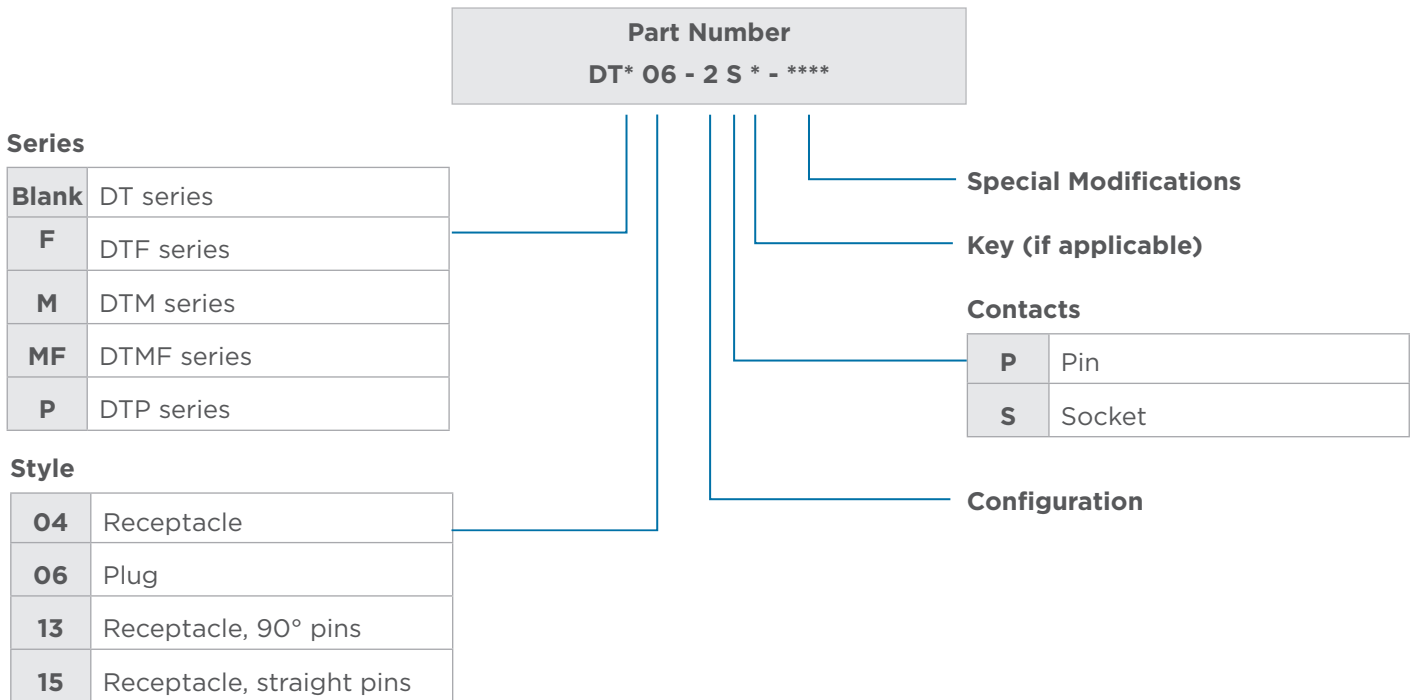 Part Number
DT* 06 - 2 S * - ****
Series
Blank DT series
F DTF series
M DTM series
MF DTMF series
P DTP series
Style
04 Receptacle
06 Plug
13 Receptacle, 90° pins
15 Receptacle, straight pins
Special Modifications
Key (if applicable)
Contacts
P Pin
S Socket
Configuration